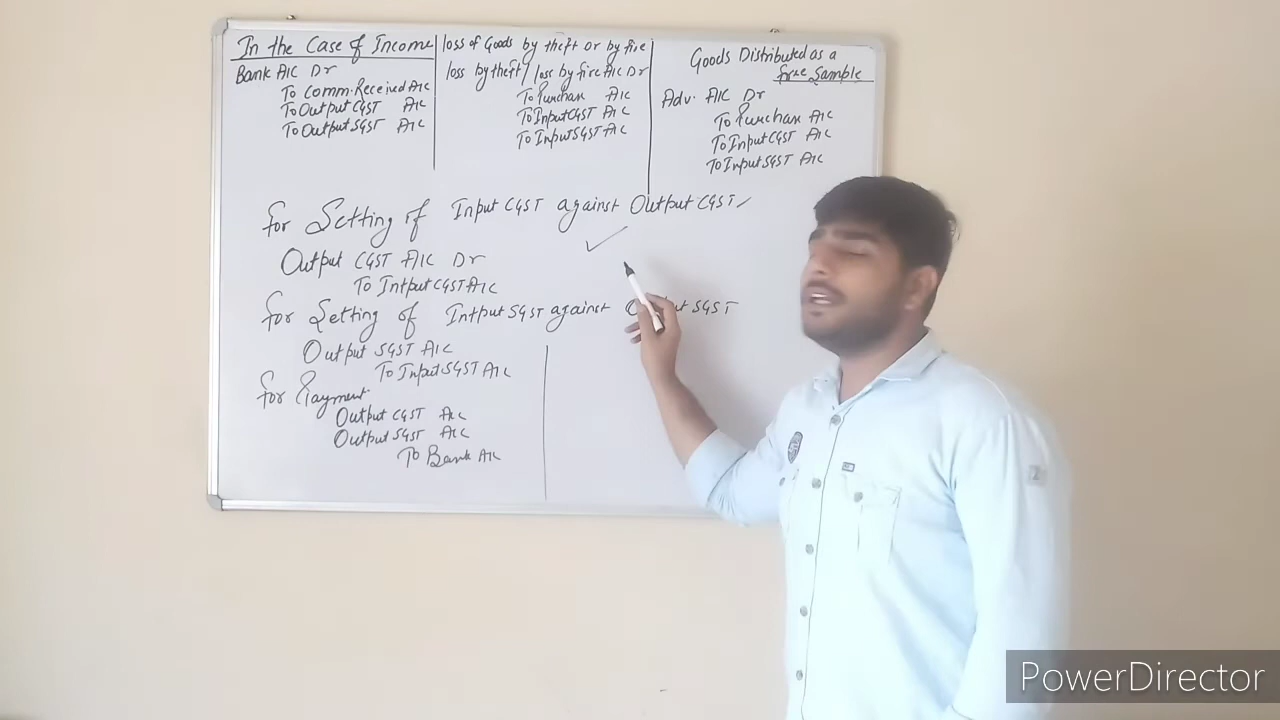 In the Case of Income
Bank A/C Dr
To Comm. Received A/C
To Output CGST A/C
To Output SGST A/C
loss of Goods by theft or by fire
loss by theft / loss by fire A/C Dr
To Purchase A/C
To Input CGST A/C
To Input SGST A/C
Goods Distributed as a
free Sample
Adv. A/C Dr
To Purchase A/C
To Input CGST A/C
To Input SGST A/C
for Setting of Input CGST against Output CGST
Output CGST A/C Dr
To Intput CGST A/C
for Setting of Intput SGST against Output SGST
Output SGST A/C
To Input SGST A/C
for Payment
Output CGST A/C
Output SGST A/C
To Bank A/C
PowerDirector